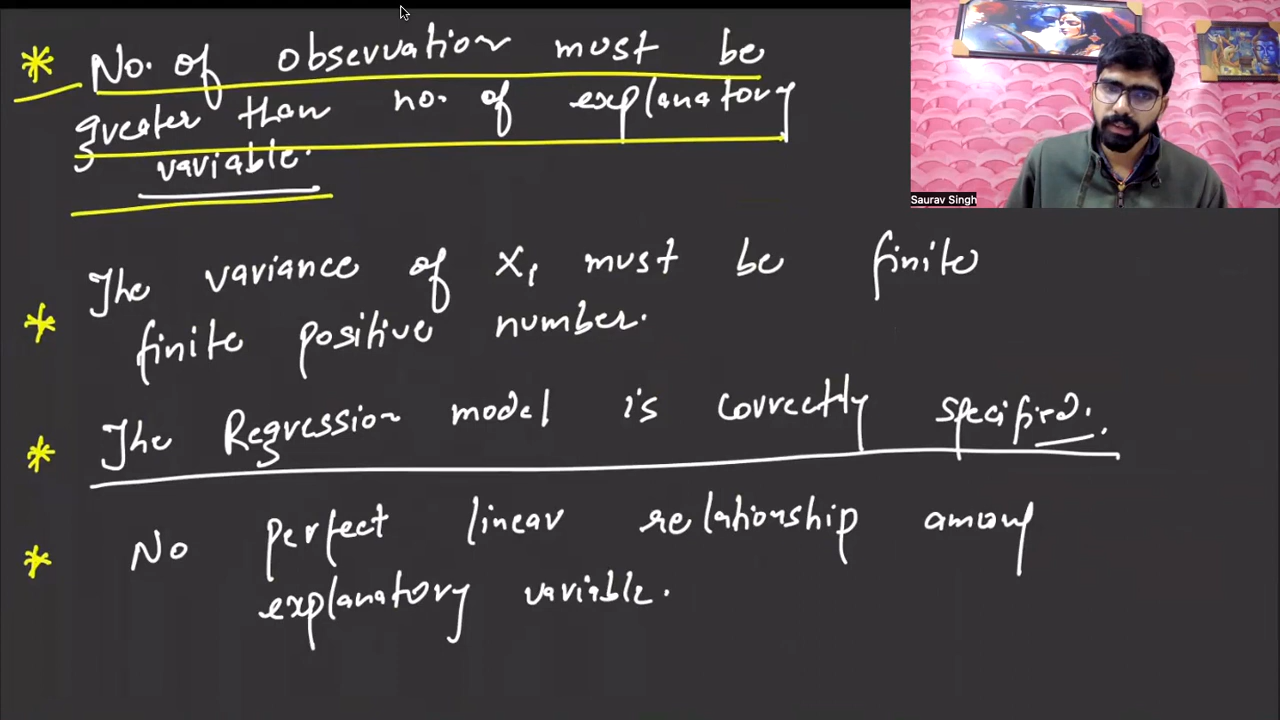 * No. of observation must be
greater than no. of explanatory
variable.
* The variance of X₁ must be finite
finite positive number.
* The Regression model is correctly specified.
* No perfect linear relationship among
explanatory variable.
Saurav Singh